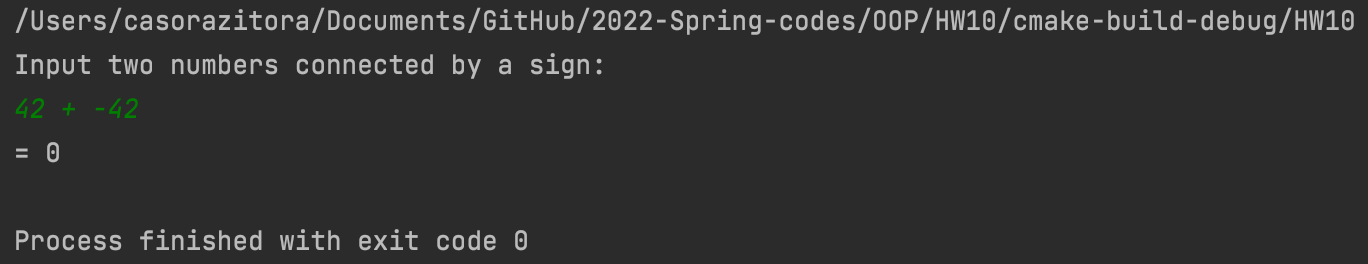 /Users/casorazitora/Documents/GitHub/2022-Spring-codes/OOP/HW10/cmake-build-debug/HW10
Input two numbers connected by a sign:
42 + -42
= 0
Process finished with exit code 0